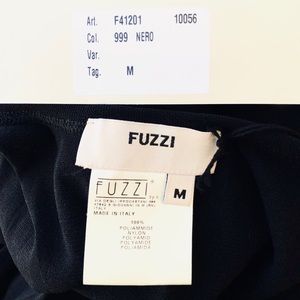 Art. F41201 10056
Col. 999 NERO
Var.
Tag. M
FUZZI
FUZZI
M
MADE IN ITALY
100%
POLIAMMIDE
NYLON
POLYAMIDE
POLIAMIDA